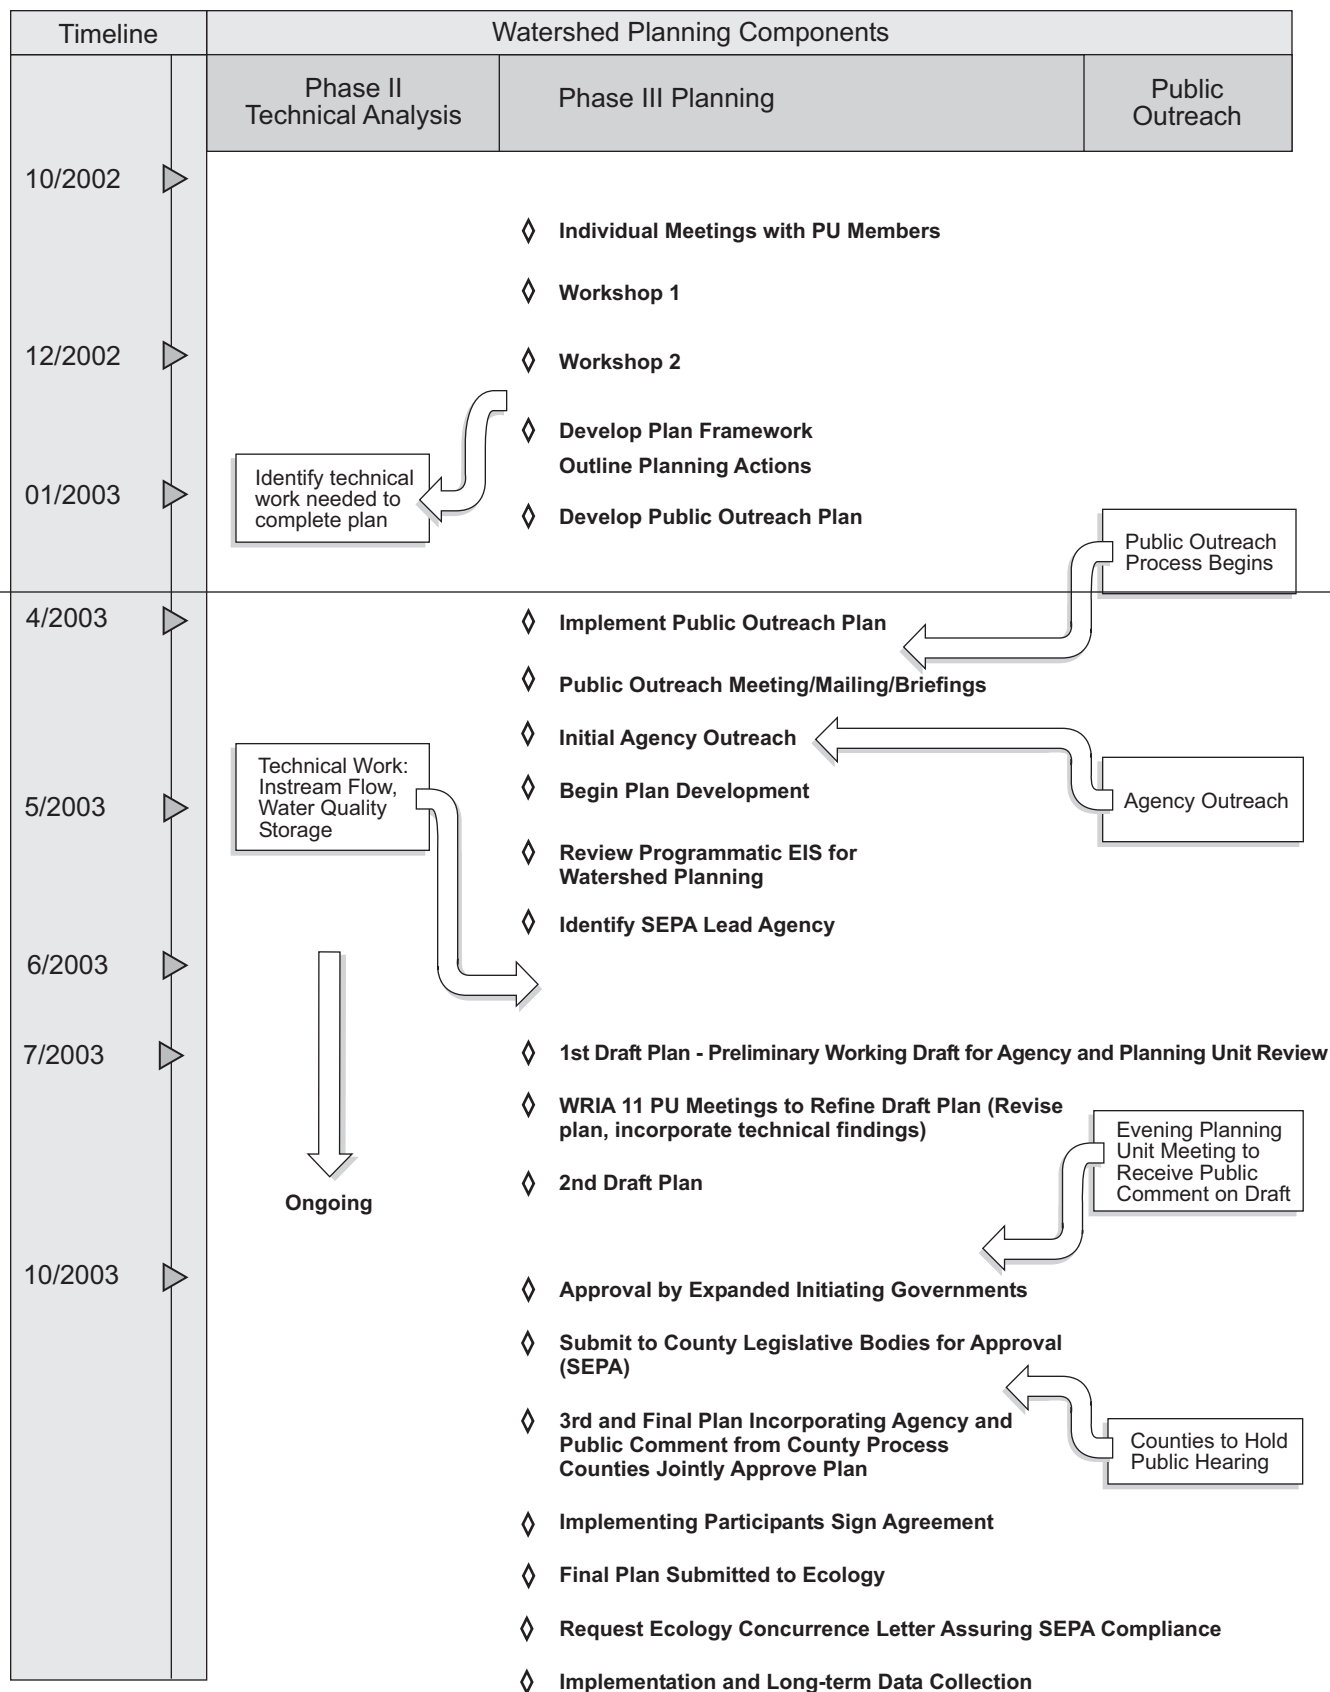 Timeline
Watershed Planning Components
Phase II
Technical Analysis
Phase III Planning
Public
Outreach
10/2002
Individual Meetings with PU Members
Workshop 1
12/2002
Workshop 2
Develop Plan Framework
Outline Planning Actions
Identify technical
work needed to
complete plan
01/2003
Develop Public Outreach Plan
Public Outreach
Process Begins
4/2003
Implement Public Outreach Plan
Public Outreach Meeting/Mailing/Briefings
Initial Agency Outreach
Technical Work:
Instream Flow,
Water Quality
Storage
Begin Plan Development
Agency Outreach
5/2003
Review Programmatic EIS for
Watershed Planning
Identify SEPA Lead Agency
6/2003
7/2003
1st Draft Plan - Preliminary Working Draft for Agency and Planning Unit Review
WRIA 11 PU Meetings to Refine Draft Plan (Revise
plan, incorporate technical findings)
Evening Planning
Unit Meeting to
Receive Public
Comment on Draft
2nd Draft Plan
Ongoing
10/2003
Approval by Expanded Initiating Governments
Submit to County Legislative Bodies for Approval
(SEPA)
3rd and Final Plan Incorporating Agency and
Public Comment from County Process
Counties Jointly Approve Plan
Counties to Hold
Public Hearing
Implementing Participants Sign Agreement
Final Plan Submitted to Ecology
Request Ecology Concurrence Letter Assuring SEPA Compliance
Implementation and Long-term Data Collection